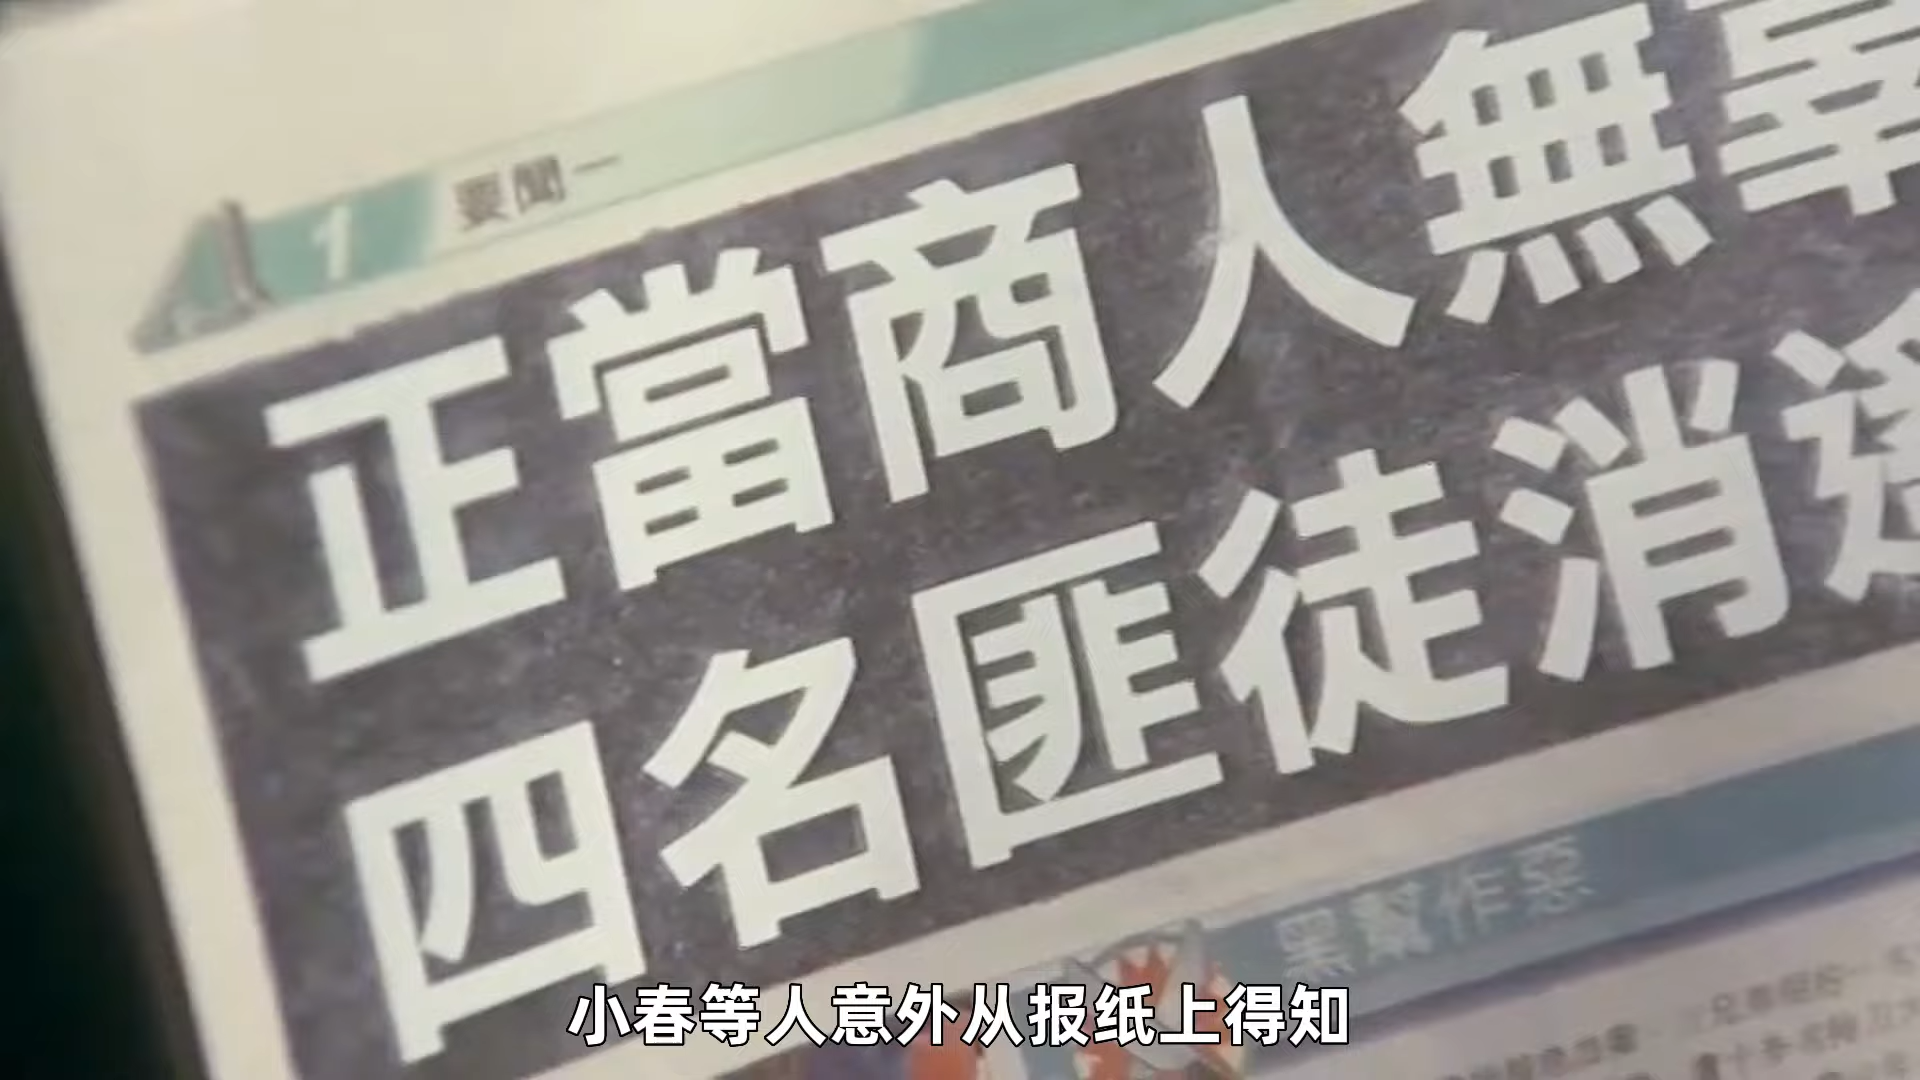 1 要聞一
正當商人無辜
四名匪徒消遙
黑幫作惡
小春等人意外从报纸上得知